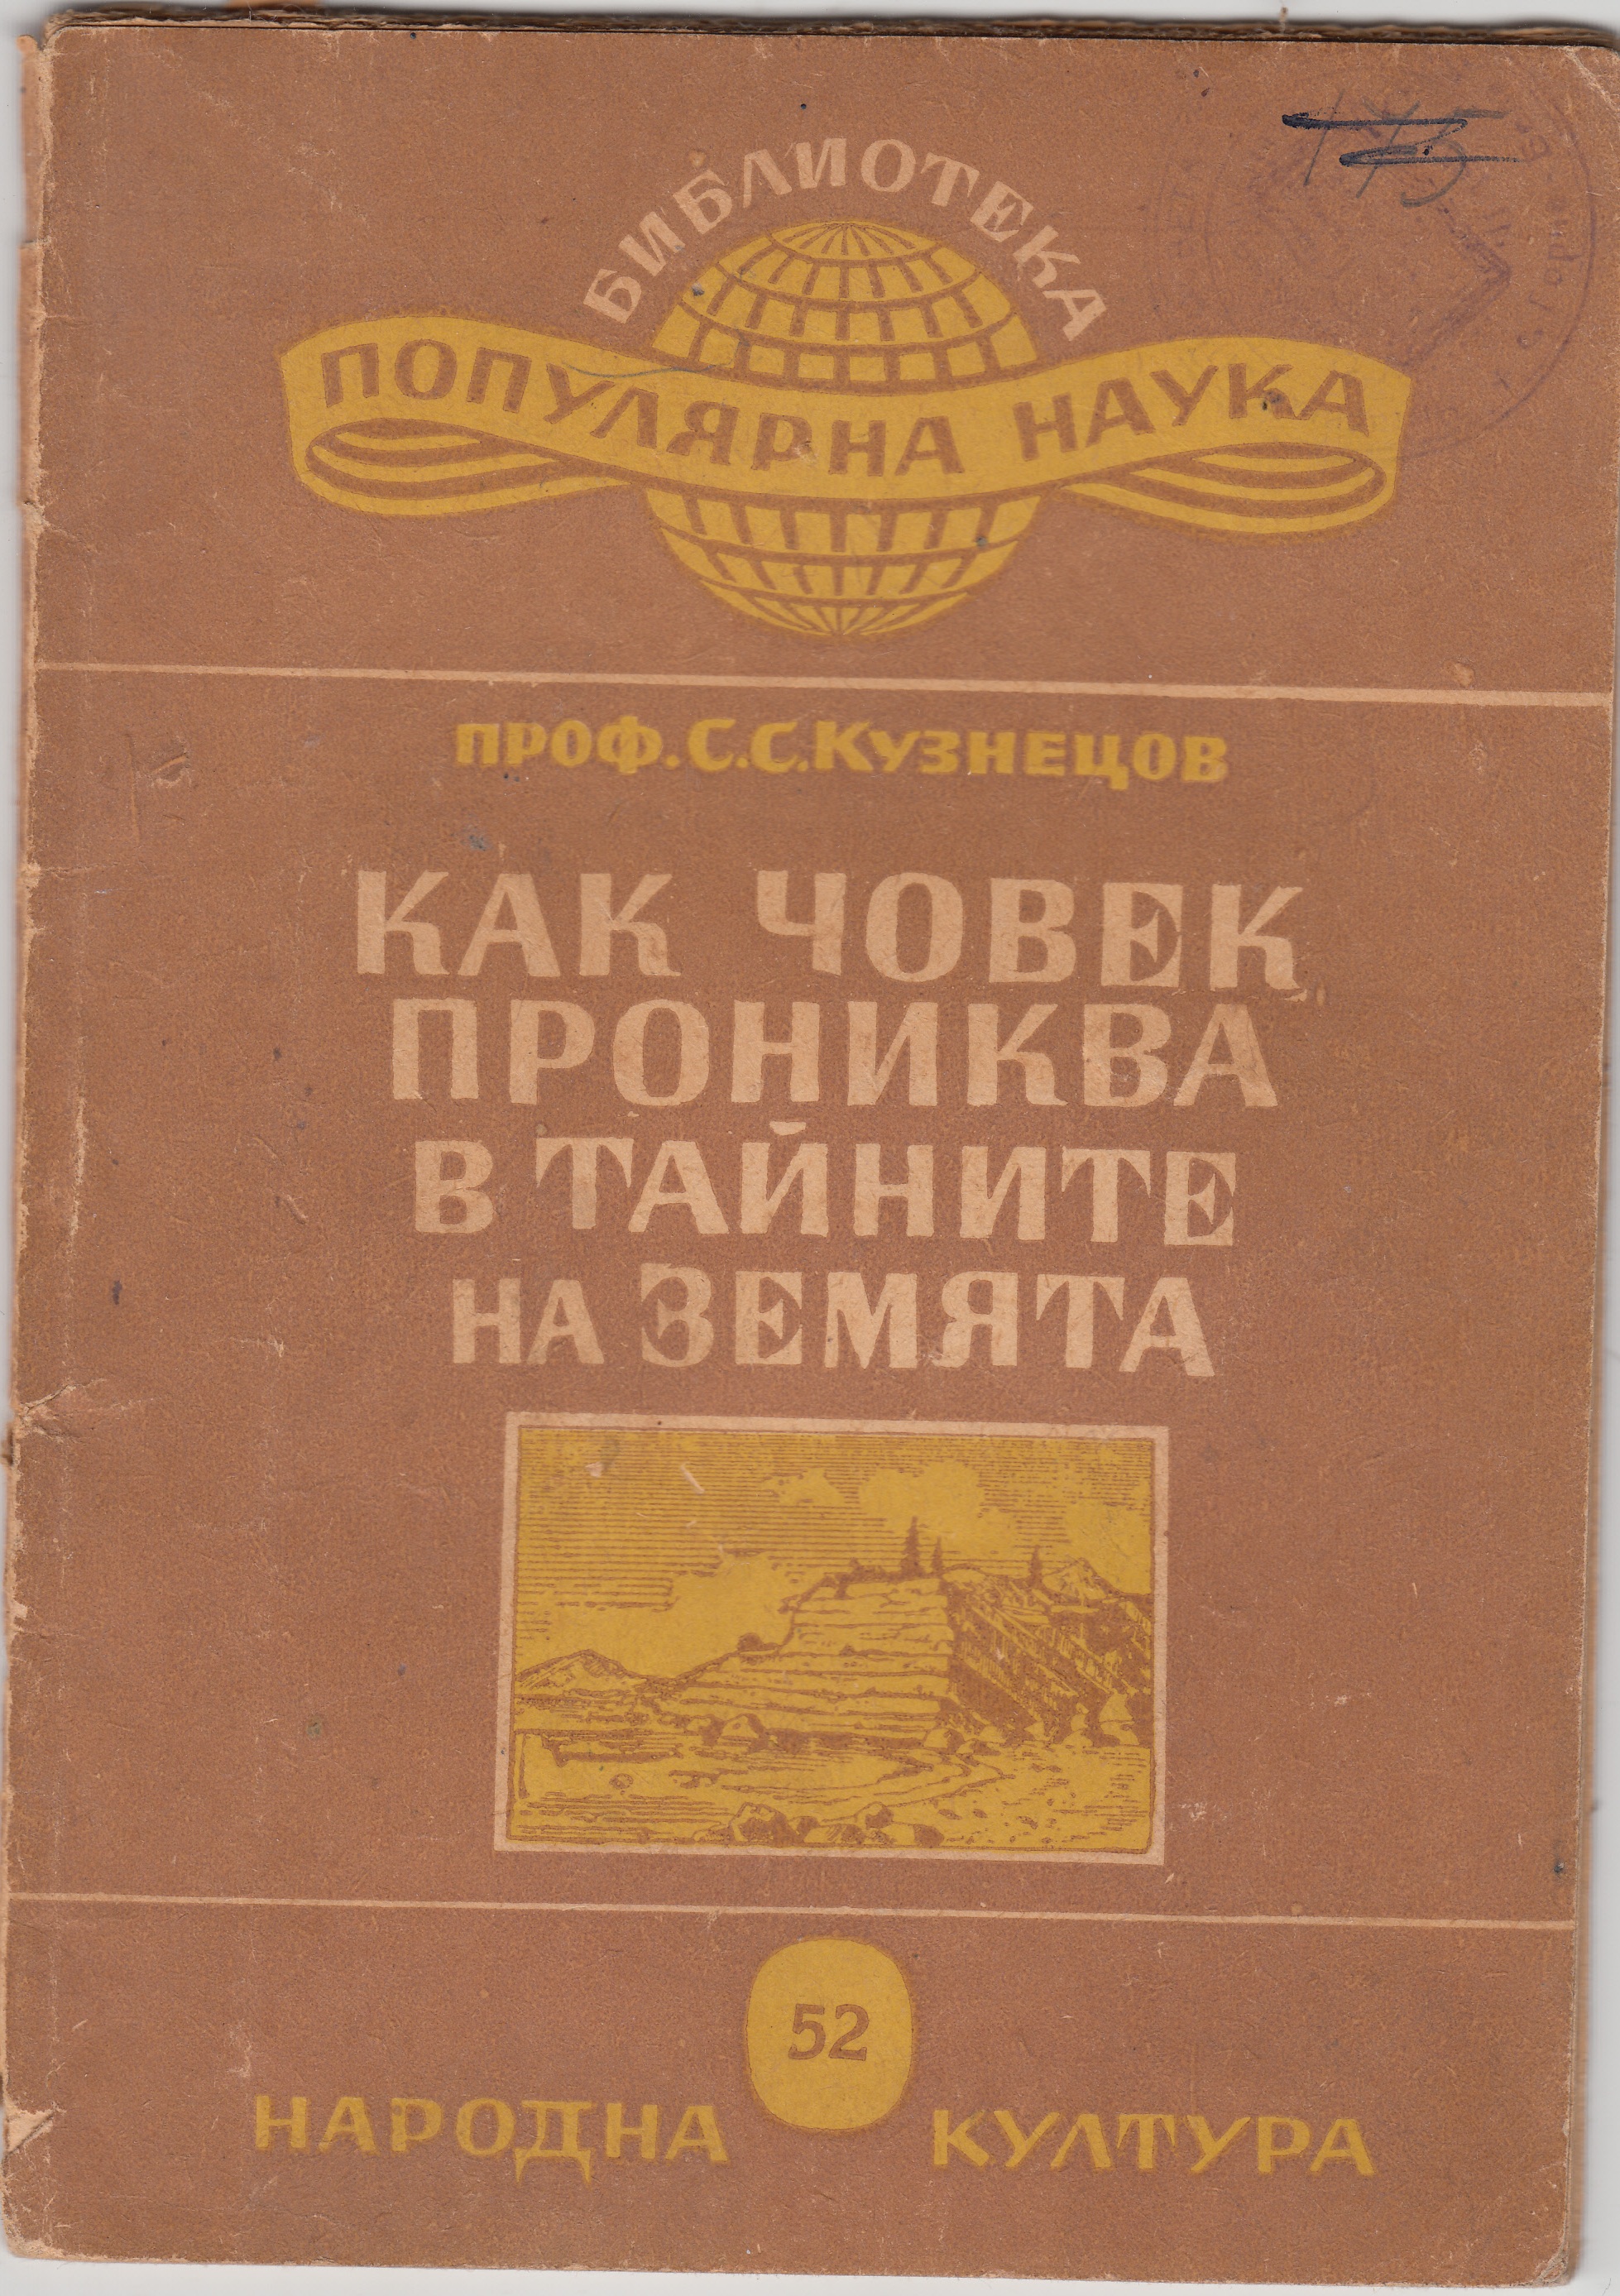 БИБЛИОТЕКА
ПОПУЛЯРНА НАУКА
ПРОФ. С. С. КУЗНЕЦОВ
КАК ЧОВЕК
ПРОНИКВА
В ТАЙНИТЕ
НА ЗЕМЯТА
52
НАРОДНА КУЛТУРА